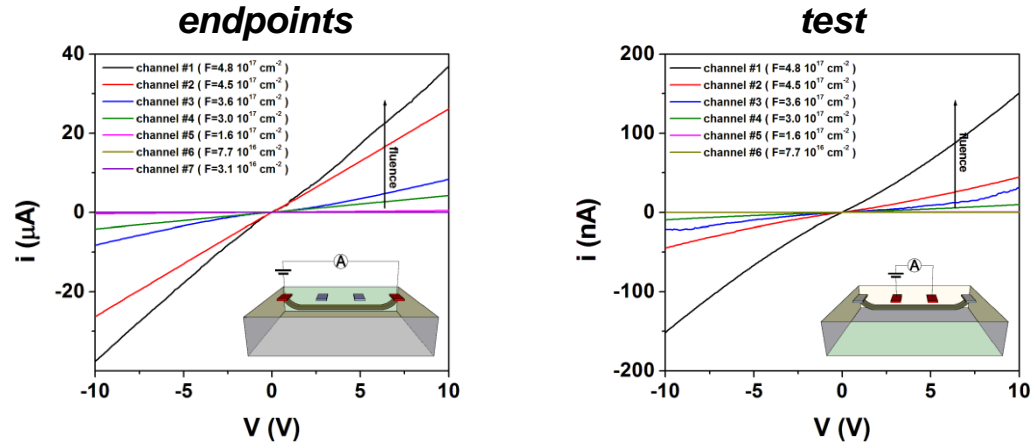 endpoints
40
20
0
-20
i (µA)
channel #1 ( F=4.8 10¹⁷ cm⁻² )
channel #2 ( F=4.5 10¹⁷ cm⁻² )
channel #3 ( F=3.6 10¹⁷ cm⁻² )
channel #4 ( F=3.0 10¹⁷ cm⁻² )
channel #5 ( F=1.6 10¹⁷ cm⁻² )
channel #6 ( F=7.7 10¹⁶ cm⁻² )
channel #7 ( F=3.1 10¹⁶ cm⁻² )
fluence
A
-10 -5 0 5 10
V (V)
test
200
100
0
-100
-200
i (nA)
channel #1 ( F=4.8 10¹⁷ cm⁻² )
channel #2 ( F=4.5 10¹⁷ cm⁻² )
channel #3 ( F=3.6 10¹⁷ cm⁻² )
channel #4 ( F=3.0 10¹⁷ cm⁻² )
channel #5 ( F=1.6 10¹⁷ cm⁻² )
channel #6 ( F=7.7 10¹⁶ cm⁻² )
fluence
A
-10 -5 0 5 10
V (V)